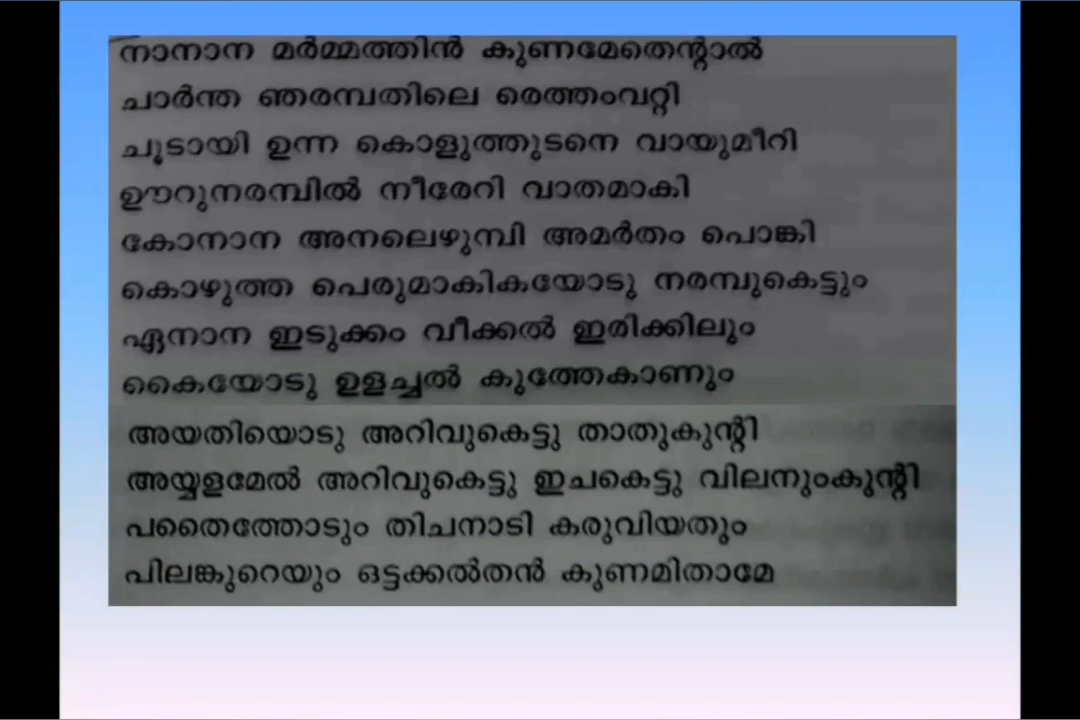 നാനാന മർമ്മത്തിൻ കുണമേതെന്റാൽ
ചാർന്ത ഞരമ്പതിലെ രെത്തംവറ്റി
ചൂടായി ഉന്ന കൊളുത്തുടനെ വായുമീറി
ഊറുനരമ്പിൽ നീരേറി വാതമാകി
കോനാന അനലെഴുമ്പി അമർതം പൊങ്കി
കൊഴുത്ത പെരുമാകികയോടു നരമ്പുകെട്ടും
ഏനാന ഇടുക്കം വീക്കൽ ഇരിക്കിലും
കൈയോടു ഉളച്ചൽ കുത്തേകാണും
അയതിയൊടു അറിവുകെട്ടു താതുകുന്റി
അയ്യളമേൽ അറിവുകെട്ടു ഇചകെട്ടു വിലനുംകുന്റി
പതൈത്തോടും തിചനാടി കരുവിയതും
പിലങ്കുറെയും ഒട്ടക്കൽതൻ കുണമിതാമേ